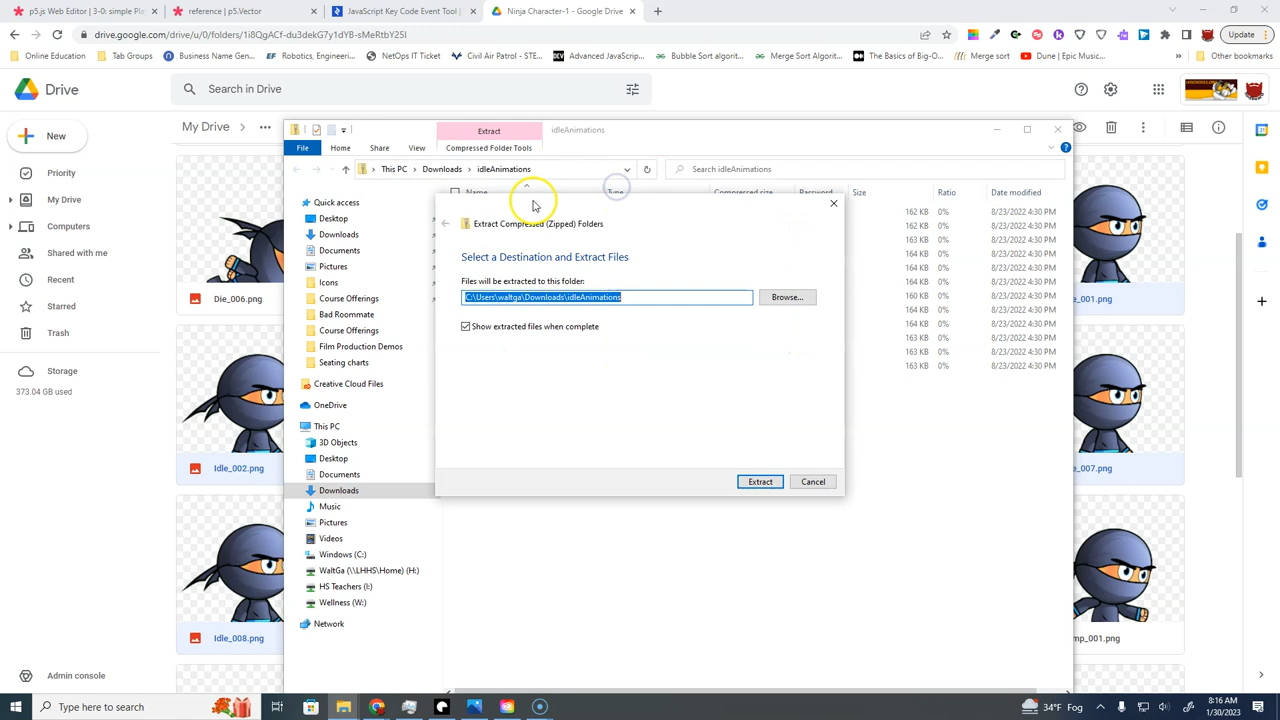 p5.js Web Editor | 3-0: simple Pla
reference | p5.Vector
JavaScript Key Code Event Tool |
Ninja Character-1 - Google Drive
drive.google.com/drive/u/0/folders/1i8QgACf-du3dekG7y1dYB-sMeRtbY25I
Update
Online Education
Tab Groups
Business Name Gen...
Robotics Education...
NetOps IT Ticket
Civil Air Patrol - STE...
Advanced JavaScrip...
Bubble Sort algorit...
Merge Sort Algorit...
The Basics of Big-O...
Merge sort
Dune | Epic Music
Other bookmarks
Drive
Search in Drive
New
My Drive
Priority
My Drive
Computers
Shared with me
Recent
Starred
Trash
Storage
373.04 GB used
Admin console
Extract
idleAnimations
File
Home
Share
View
Compressed Folder Tools
This PC
Downloads
idleAnimations
Search idleAnimations
Name
Type
Compressed size
Password
Size
Ratio
Date modified
Quick access
Desktop
Downloads
Documents
Pictures
Icons
Course Offerings
Bad Roommate
Course Offerings
Film Production Demos
Seating charts
Creative Cloud Files
OneDrive
This PC
3D Objects
Desktop
Documents
Downloads
Music
Pictures
Videos
Windows (C:)
WaltGa (\\LHHS\Home) (H:)
HS Teachers (I:)
Wellness (W:)
Network
162 KB 0% 8/23/2022 4:30 PM
162 KB 0% 8/23/2022 4:30 PM
163 KB 0% 8/23/2022 4:30 PM
164 KB 0% 8/23/2022 4:30 PM
164 KB 0% 8/23/2022 4:30 PM
164 KB 0% 8/23/2022 4:30 PM
164 KB 0% 8/23/2022 4:30 PM
164 KB 0% 8/23/2022 4:30 PM
164 KB 0% 8/23/2022 4:30 PM
163 KB 0% 8/23/2022 4:30 PM
163 KB 0% 8/23/2022 4:30 PM
163 KB 0% 8/23/2022 4:30 PM
Extract Compressed (Zipped) Folders
Select a Destination and Extract Files
Files will be extracted to this folder:
C:\Users\waltga\Downloads\idleAnimations
Browse...
Show extracted files when complete
Extract
Cancel
Die_006.png
_001.png
Idle_002.png
_007.png
Idle_008.png
mp_001.png
Type here to search
34°F Fog
8:16 AM
1/30/2023